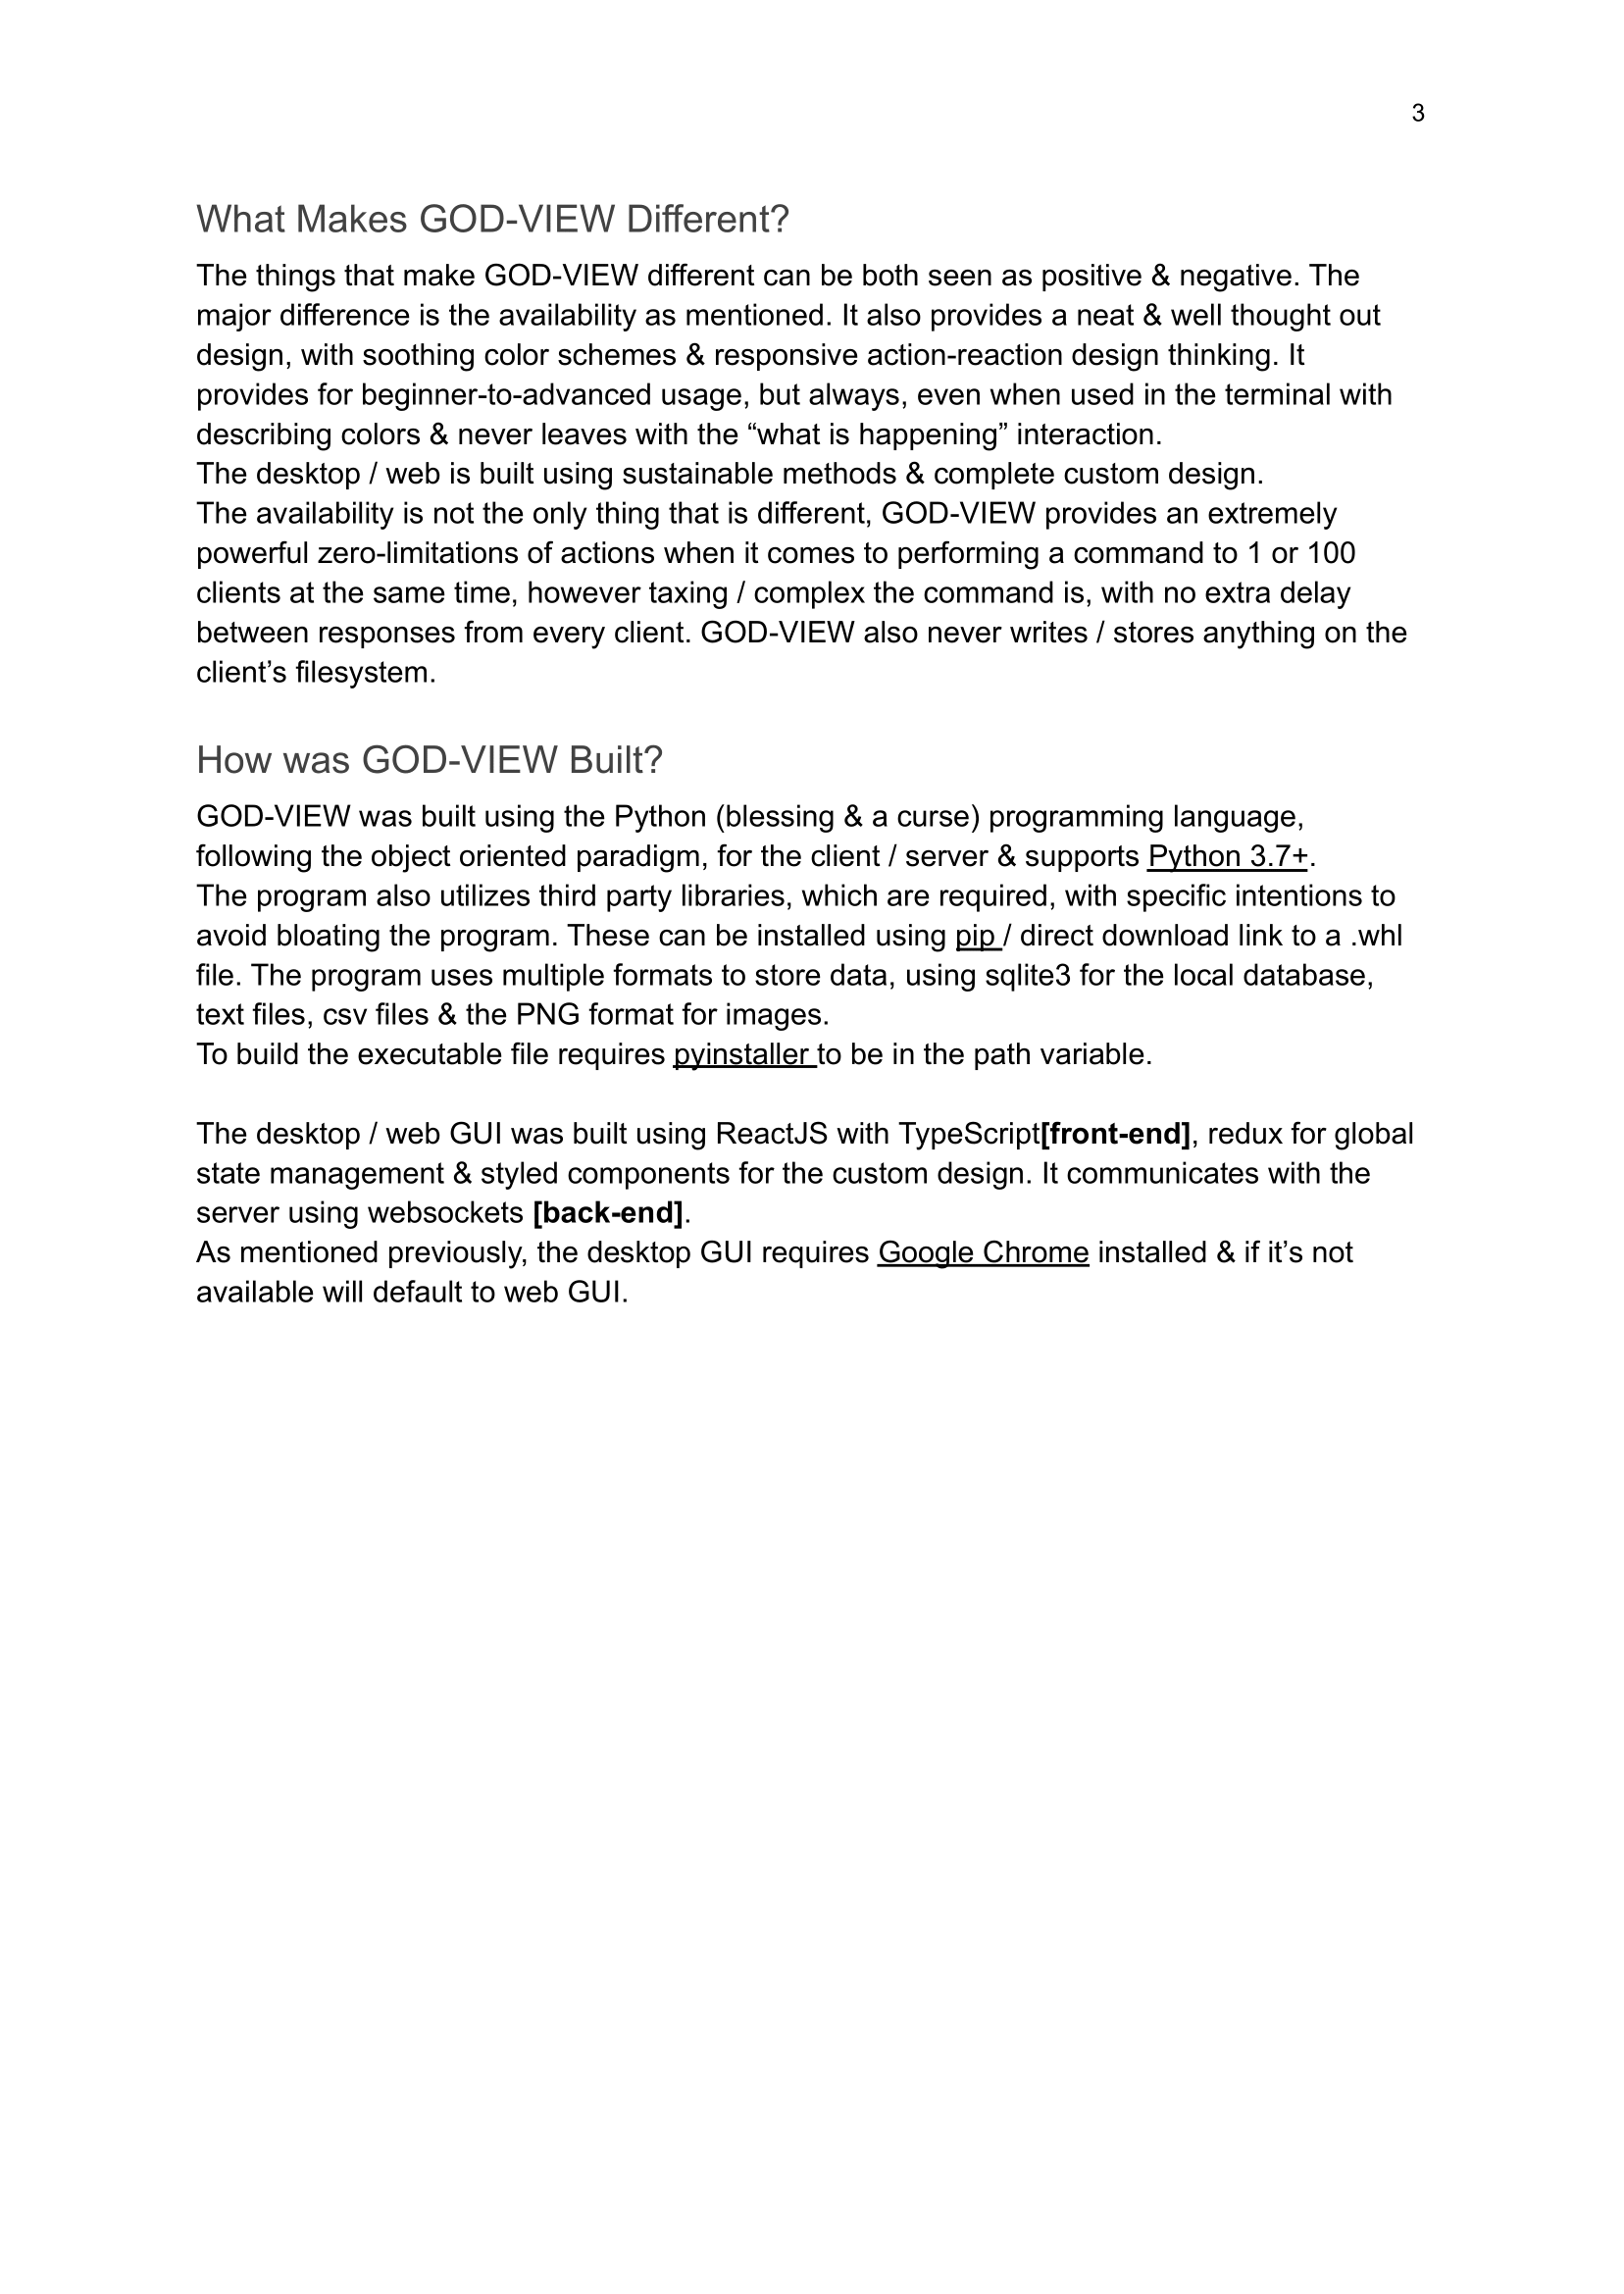 3
What Makes GOD-VIEW Different?
The things that make GOD-VIEW different can be both seen as positive & negative. The
major difference is the availability as mentioned. It also provides a neat & well thought out
design, with soothing color schemes & responsive action-reaction design thinking. It
provides for beginner-to-advanced usage, but always, even when used in the terminal with
describing colors & never leaves with the “what is happening” interaction.
The desktop / web is built using sustainable methods & complete custom design.
The availability is not the only thing that is different, GOD-VIEW provides an extremely
powerful zero-limitations of actions when it comes to performing a command to 1 or 100
clients at the same time, however taxing / complex the command is, with no extra delay
between responses from every client. GOD-VIEW also never writes / stores anything on the
client’s filesystem.
How was GOD-VIEW Built?
GOD-VIEW was built using the Python (blessing & a curse) programming language,
following the object oriented paradigm, for the client / server & supports Python 3.7+.
The program also utilizes third party libraries, which are required, with specific intentions to
avoid bloating the program. These can be installed using pip / direct download link to a .whl
file. The program uses multiple formats to store data, using sqlite3 for the local database,
text files, csv files & the PNG format for images.
To build the executable file requires pyinstaller to be in the path variable.
The desktop / web GUI was built using ReactJS with TypeScript[front-end], redux for global
state management & styled components for the custom design. It communicates with the
server using websockets [back-end].
As mentioned previously, the desktop GUI requires Google Chrome installed & if it’s not
available will default to web GUI.